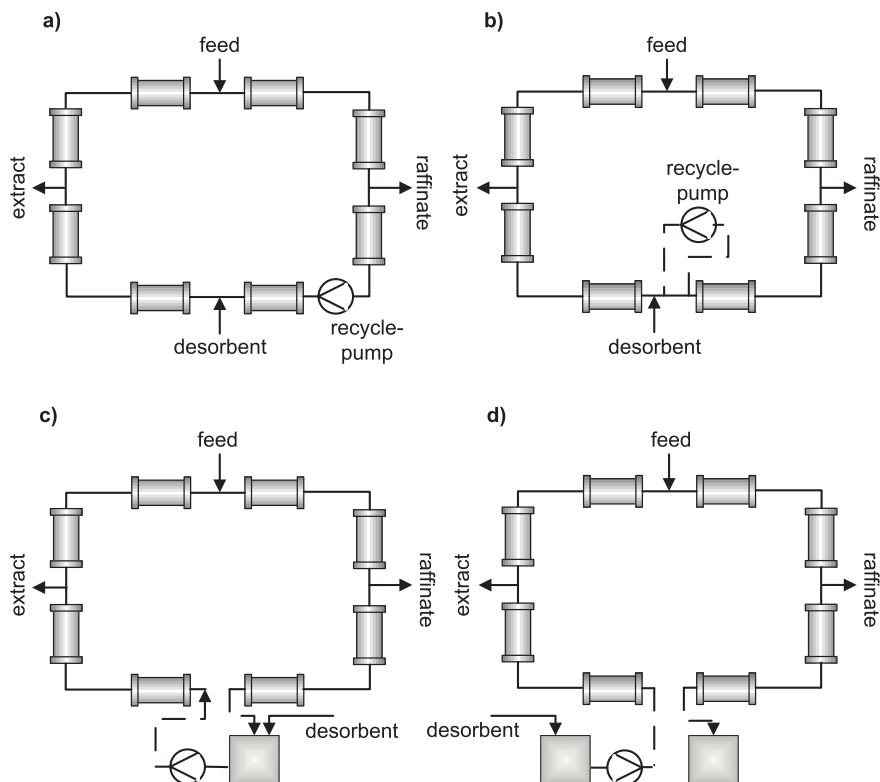 a)
feed
extract
raffinate
recycle-
pump
desorbent
b)
feed
extract
recycle-
pump
raffinate
desorbent
c)
feed
extract
raffinate
desorbent
d)
feed
extract
raffinate
desorbent